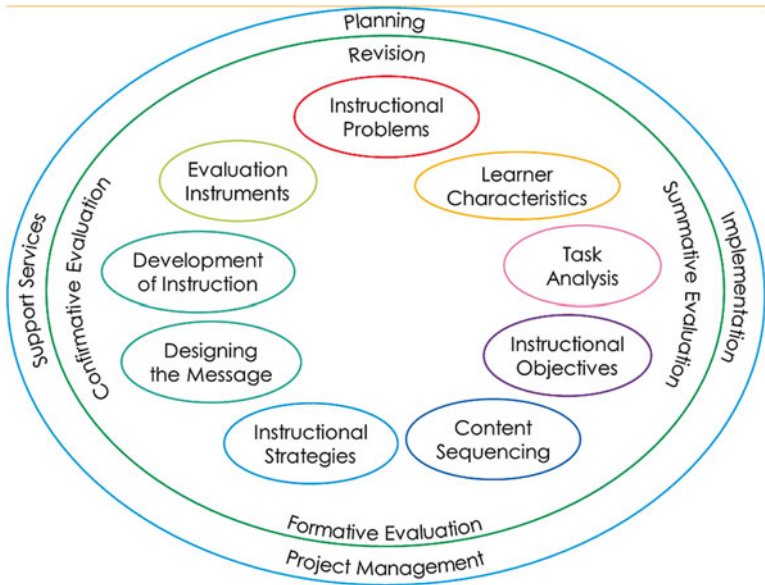 Planning
Revision
Instructional
Problems
Evaluation
Instruments
Learner
Characteristics
Support Services
Confirmative Evaluation
Summative Evaluation
Implementation
Development
of Instruction
Task
Analysis
Designing
the Message
Instructional
Objectives
Instructional
Strategies
Content
Sequencing
Formative Evaluation
Project Management